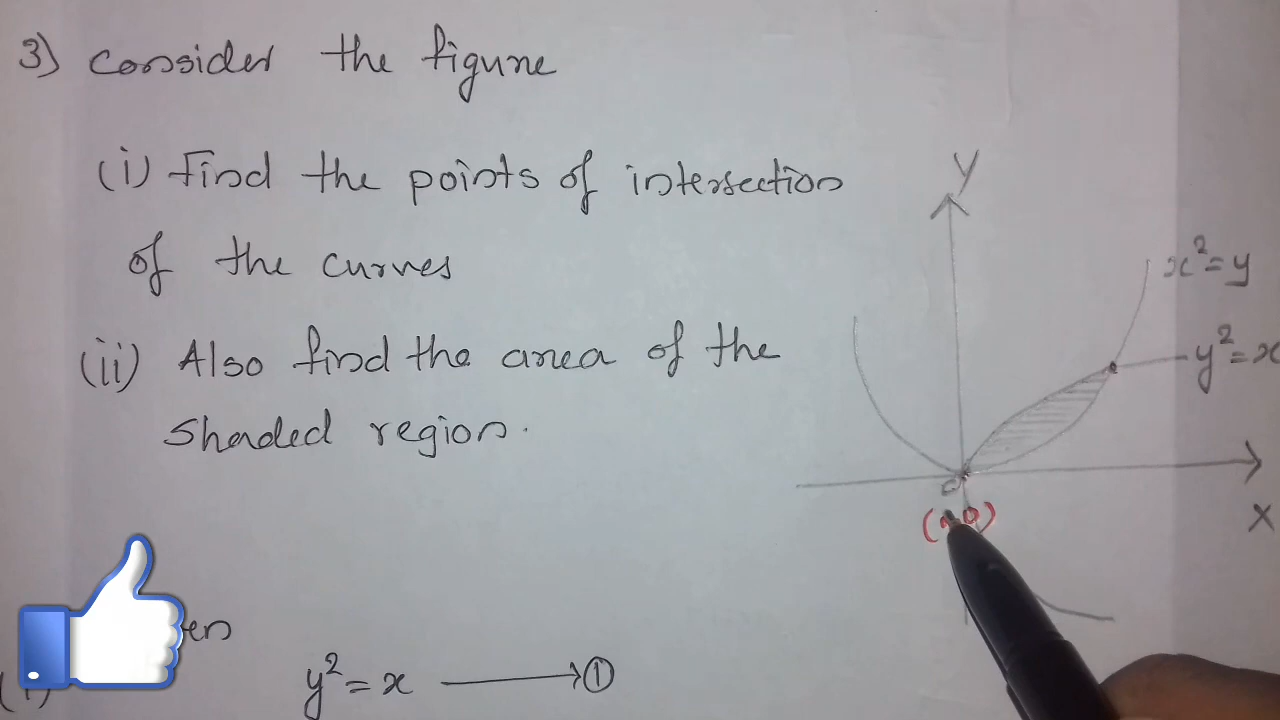 3) Consider the figure
(i) Find the points of intersection
of the curves
(ii) Also find the area of the
shaded region.
y
x²=y
y²=x
x
y²=x ⟶ ①